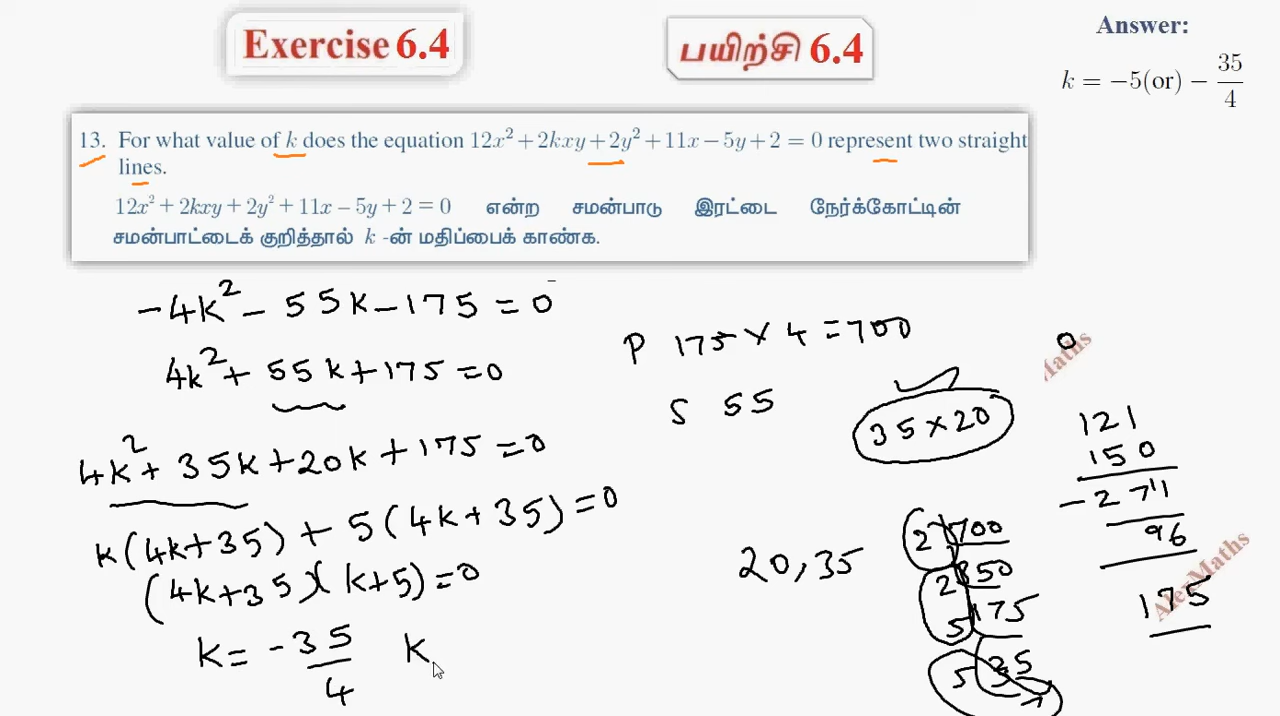 Exercise 6.4
பயிற்சி 6.4
Answer:
k = −5(or) − 35/4
13. For what value of k does the equation 12x² + 2kxy + 2y² + 11x − 5y + 2 = 0 represent two straight
lines.
12x² + 2kxy + 2y² + 11x − 5y + 2 = 0 என்ற சமன்பாடு இரட்டை நேர்க்கோட்டின்
சமன்பாட்டைக் குறித்தால் k -ன் மதிப்பைக் காண்க.
-4k² - 55k - 175 = 0
4k² + 55k + 175 = 0
4k² + 35k + 20k + 175 = 0
k(4k+35) + 5(4k+35) = 0
(4k+35)(k+5) = 0
k = -35/4 k
P 175 × 4 = 700
S 55
35 × 20
20, 35
2 700
2 350
5 175
5 35
7
0
121
150
- 271
96
175
Maths
AlexMaths